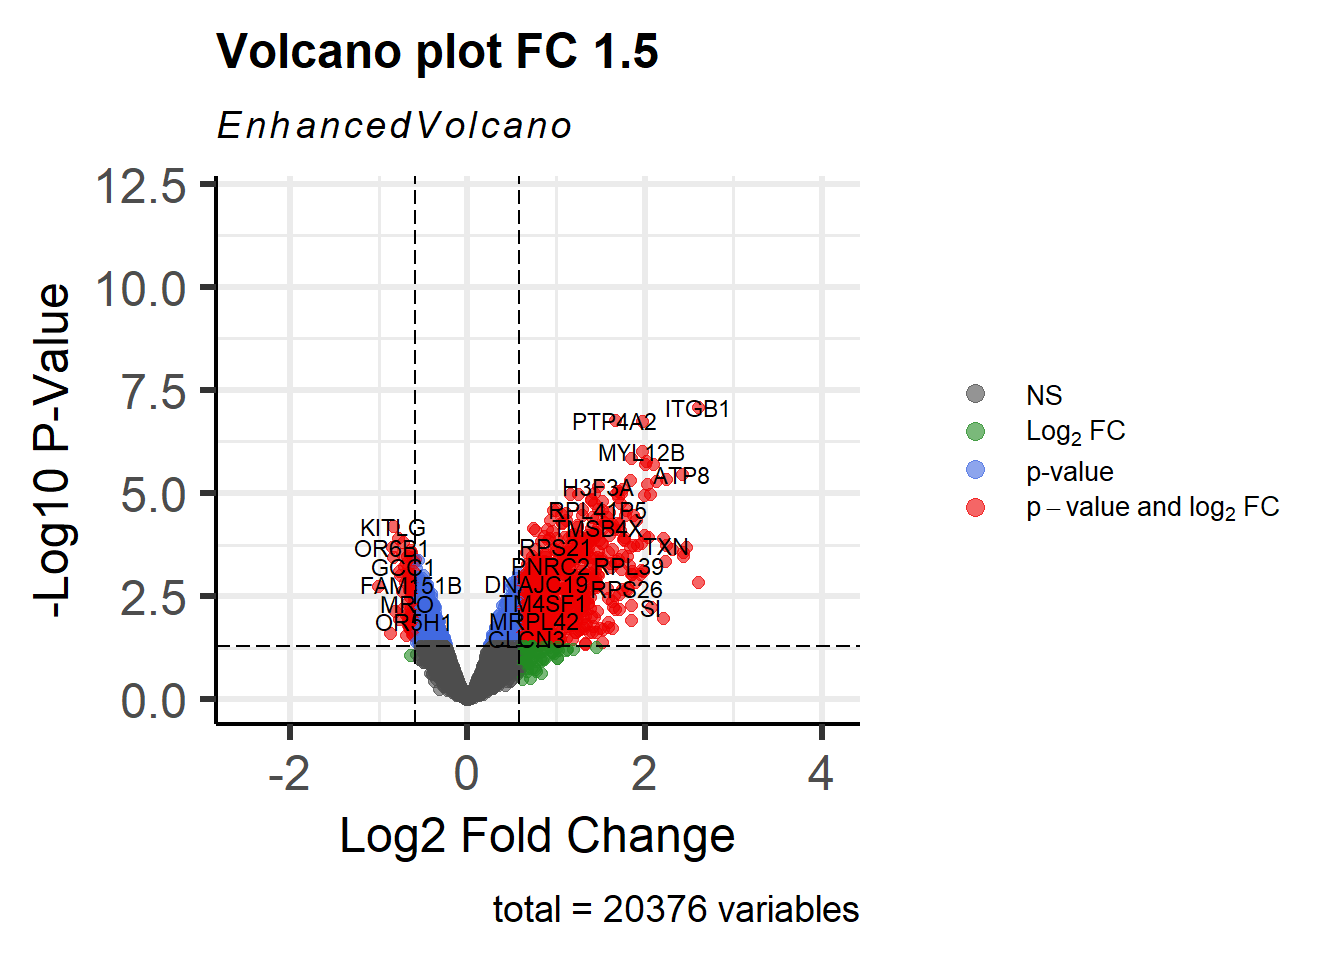 Volcano plot FC 1.5
EnhancedVolcano
12.5
10.0
7.5
5.0
2.5
0.0
-Log10 P-Value
ITGB1
PTP4A2
MYL12B
ATP8
H3F3A
RPL41P5
TMSB4X
KITLG
OR6B1
RPS21
TXN
GCC1
PNRC2
RPL39
FAM151B
DNAJC19
RPS26
MRO
TM4SF1
SI
OR5H1
MRPL42
CLCN3
-2
0
2
4
Log2 Fold Change
total = 20376 variables
NS
Log₂ FC
p-value
p – value and log₂ FC